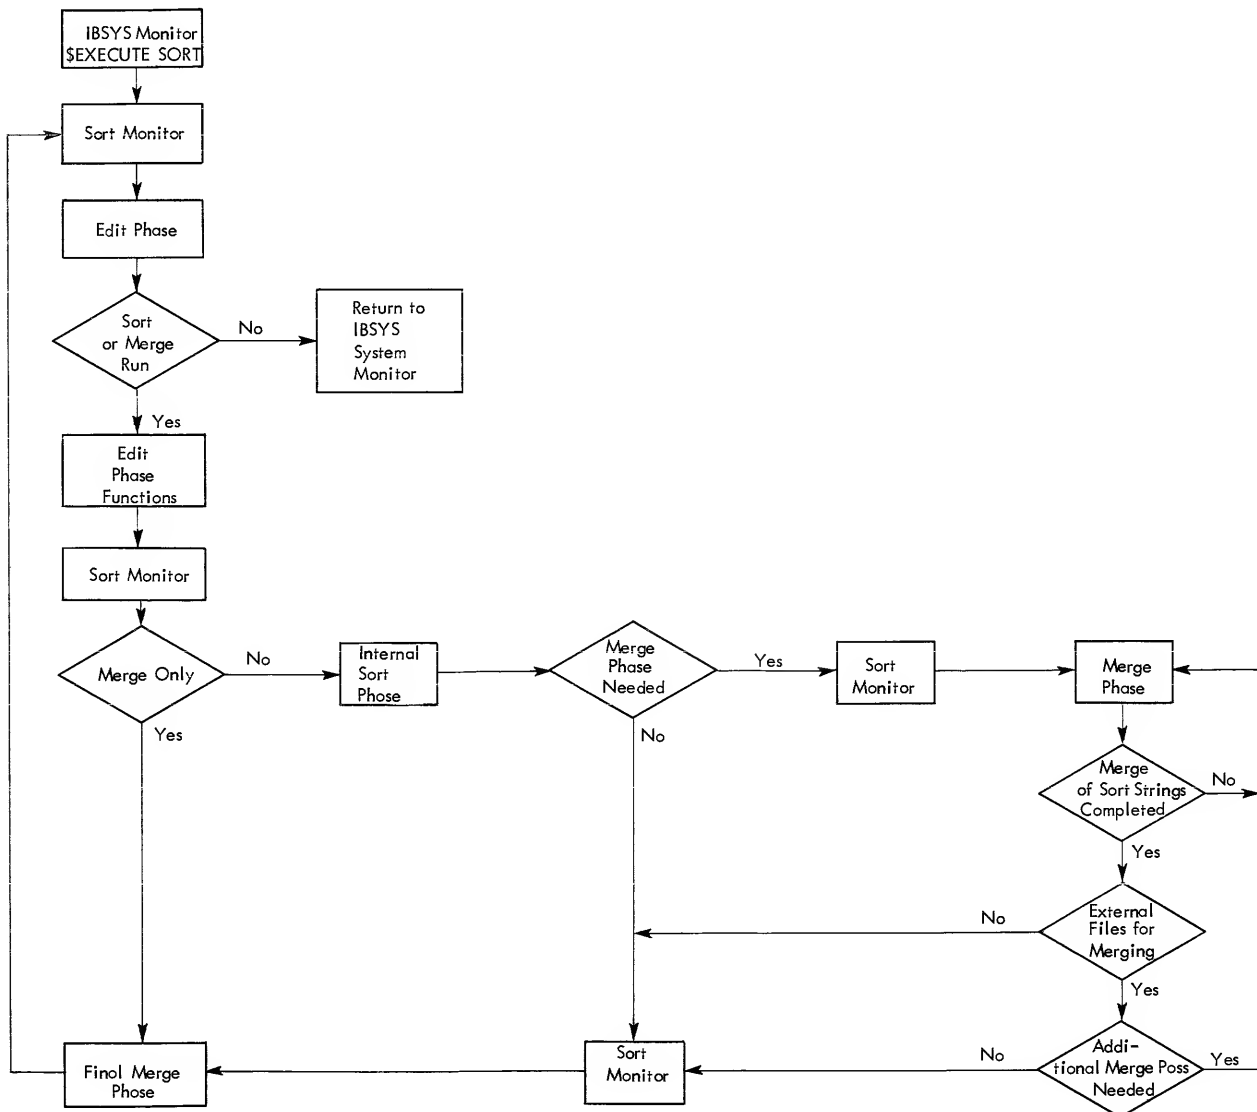 IBSYS Monitor
$EXECUTE SORT
Sort Monitor
Edit Phase
Sort
or Merge
Run
No
Return to
IBSYS
System
Monitor
Yes
Edit
Phase
Functions
Sort Monitor
Merge Only
No
Internal
Sort
Phose
Merge
Phase
Needed
Yes
Sort
Monitor
Merge
Phase
Yes
No
Merge
of Sort Strings
Completed
No
Yes
External
Files for
Merging
No
Yes
Addi-
tional Merge Poss
Needed
No
Yes
Sort
Monitor
Finol Merge
Phose